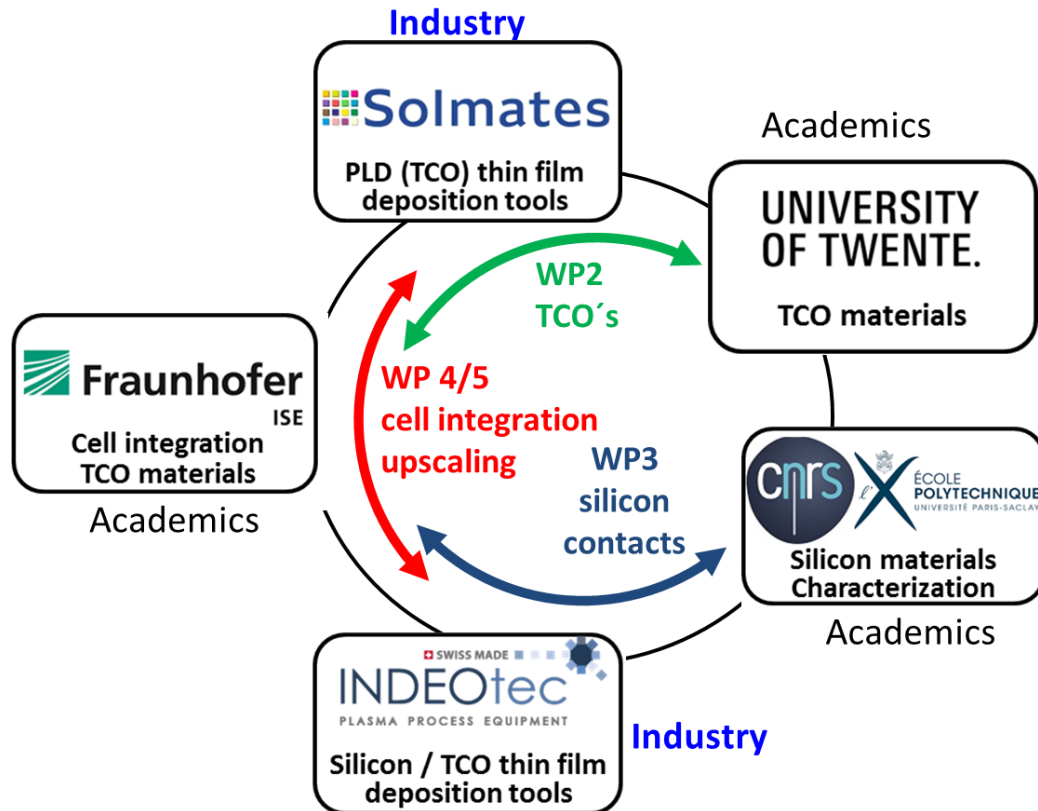 Industry
Solmates
PLD (TCO) thin film
deposition tools
Academics
UNIVERSITY
OF TWENTE.
TCO materials
WP2
TCO´s
Fraunhofer
ISE
Cell integration
TCO materials
Academics
WP 4/5
cell integration
upscaling
WP3
silicon
contacts
cnrs
l'X
ÉCOLE
POLYTECHNIQUE
UNIVERSITÉ PARIS-SACLAY
Silicon materials
Characterization
Academics
SWISS MADE
INDEOtec
PLASMA PROCESS EQUIPMENT
Silicon / TCO thin film
deposition tools
Industry